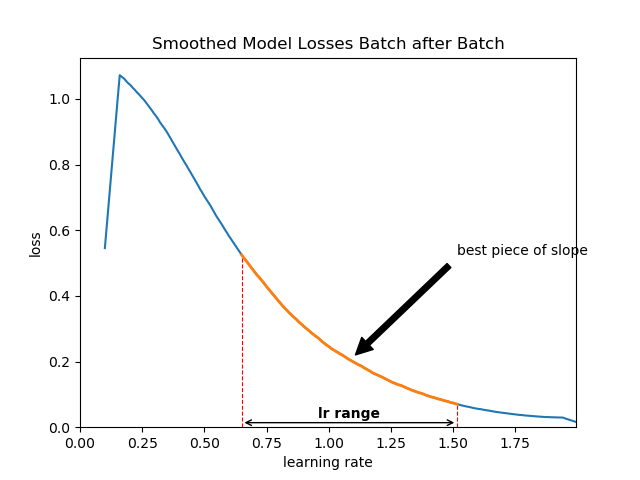 Smoothed Model Losses Batch after Batch
1.0
0.8
0.6
0.4
0.2
0.0
loss
best piece of slope
lr range
0.00 0.25 0.50 0.75 1.00 1.25 1.50 1.75
learning rate